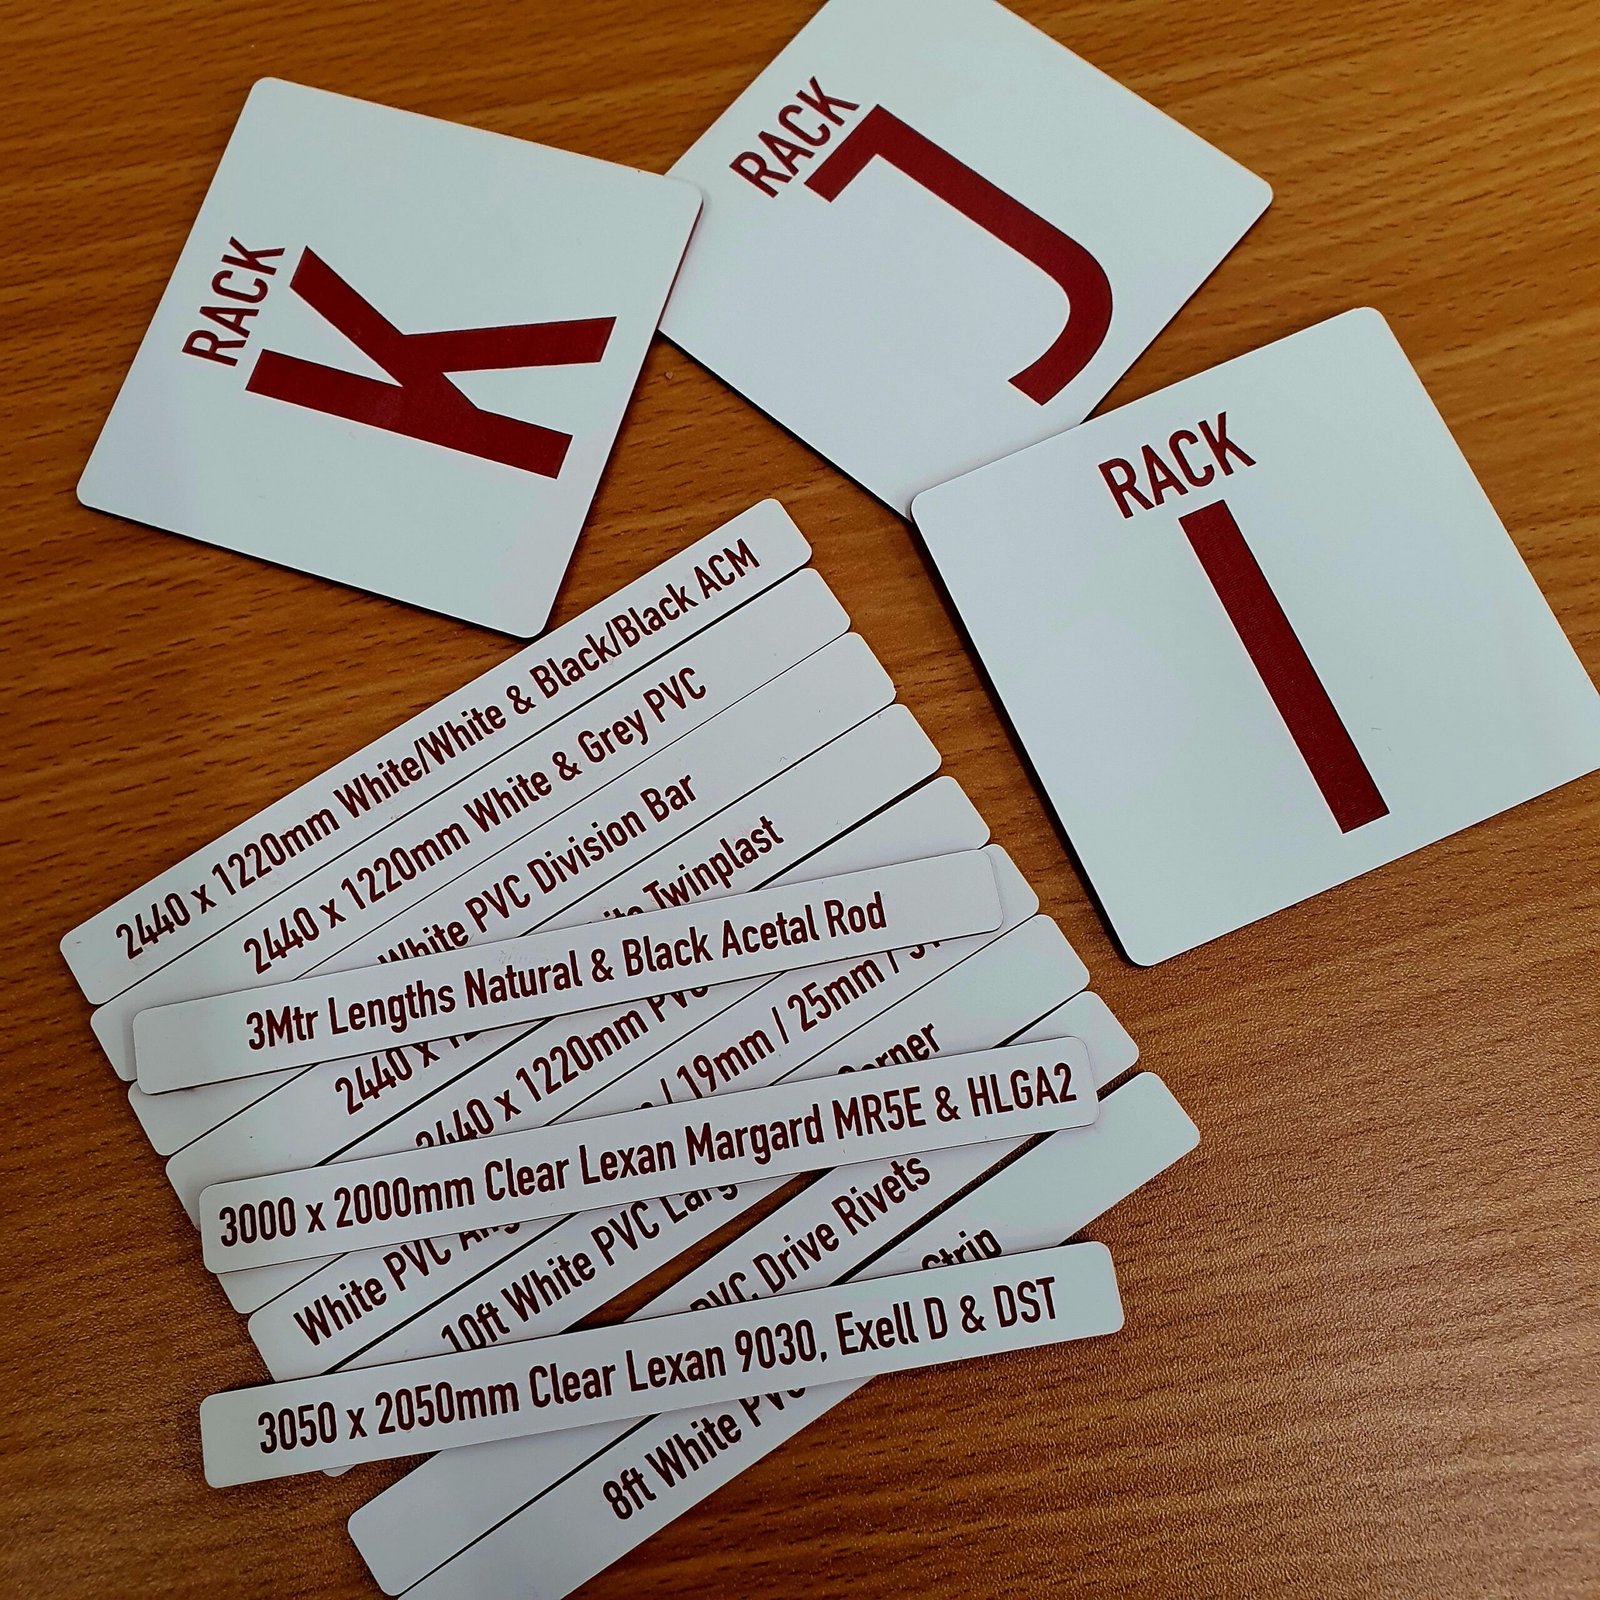 RACK
K
RACK
J
RACK
I
2440 x 1220mm White/White & Black/Black ACM
2440 x 1220mm White & Grey PVC
White PVC Division Bar
Twinplast
3Mtr Lengths Natural & Black Acetal Rod
2440 x
2440 x 1220mm PVC
/ 19mm / 25mm /
3000 x 2000mm Clear Lexan Margard MR5E & HLGA2
White PVC
10ft White PVC
PVC Drive Rivets
3050 x 2050mm Clear Lexan 9030, Exell D & DST
8ft White PVC